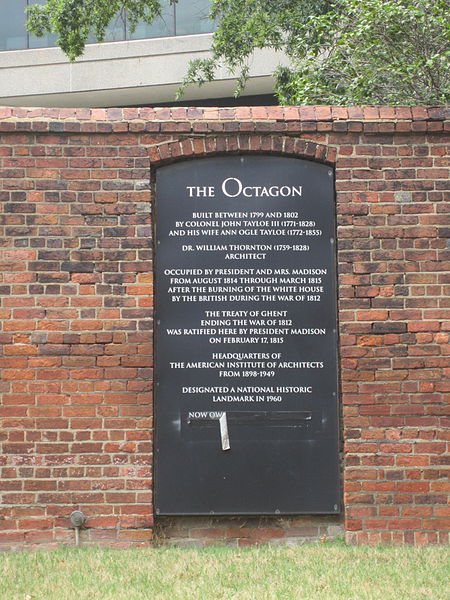 THE OCTAGON
BUILT BETWEEN 1799 AND 1802
BY COLONEL JOHN TAYLOE III (1771-1828)
AND HIS WIFE ANN OGLE TAYLOE (1772-1855)
DR. WILLIAM THORNTON (1759-1828)
ARCHITECT
OCCUPIED BY PRESIDENT AND MRS. MADISON
FROM AUGUST 1814 THROUGH MARCH 1815
AFTER THE BURNING OF THE WHITE HOUSE
BY THE BRITISH DURING THE WAR OF 1812
THE TREATY OF GHENT
ENDING THE WAR OF 1812
WAS RATIFIED HERE BY PRESIDENT MADISON
ON FEBRUARY 17, 1815
HEADQUARTERS OF
THE AMERICAN INSTITUTE OF ARCHITECTS
FROM 1898-1949
DESIGNATED A NATIONAL HISTORIC
LANDMARK IN 1960
NOW OW